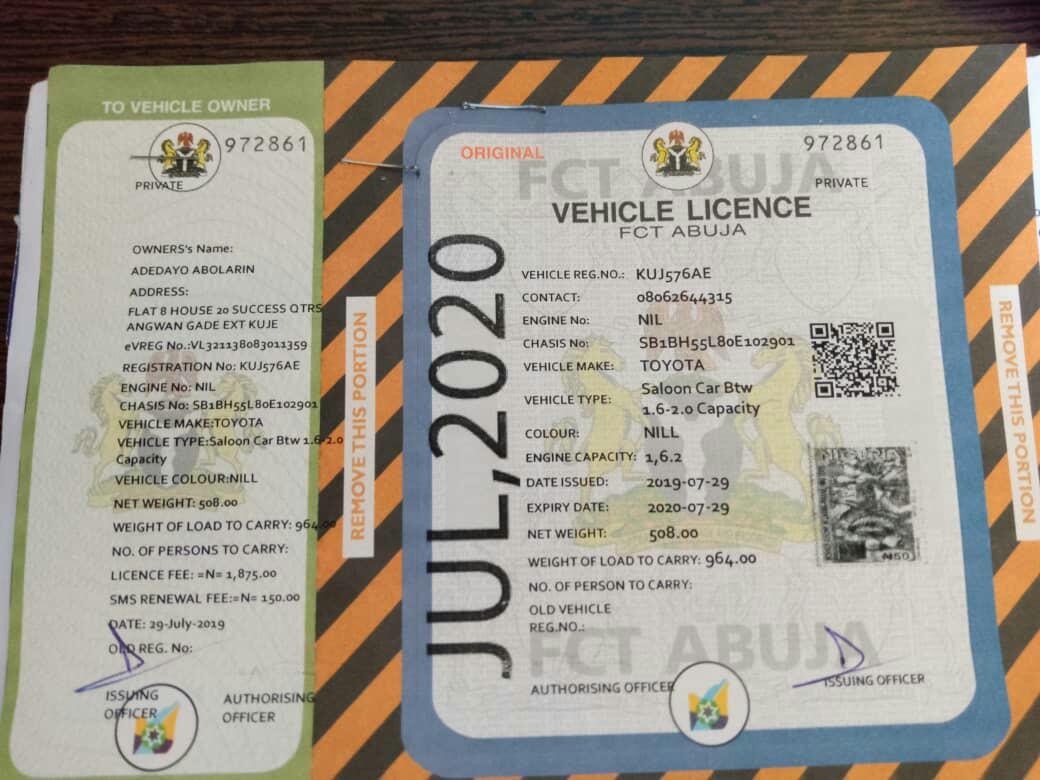 TO VEHICLE OWNER
972861
PRIVATE
OWNERS's Name:
ADEDAYO ABOLARIN
ADDRESS:
FLAT 8 HOUSE 20 SUCCESS QTRS
ANGWAN GADE EXT KUJE
eVREG No.:VL321138083011359
REGISTRATION No: KUJ576AE
ENGINE No: NIL
CHASIS No: SB1BH55L80E102901
VEHICLE MAKE:TOYOTA
VEHICLE TYPE:Saloon Car Btw 1.6-2.0
Capacity
VEHICLE COLOUR:NILL
NET WEIGHT: 508.00
WEIGHT OF LOAD TO CARRY: 964.00
NO. OF PERSONS TO CARRY:
LICENCE FEE: =N= 1,875.00
SMS RENEWAL FEE:=N= 150.00
DATE: 29-July-2019
OLD REG. No:
ISSUING
OFFICER
AUTHORISING
OFFICER
REMOVE THIS PORTION
ORIGINAL
972861
PRIVATE
FCT ABUJA
VEHICLE LICENCE
FCT ABUJA
JUL,2020
VEHICLE REG.NO.: KUJ576AE
CONTACT: 08062644315
ENGINE No: NIL
CHASIS No: SB1BH55L80E102901
VEHICLE MAKE: TOYOTA
VEHICLE TYPE: Saloon Car Btw
1.6-2.0 Capacity
COLOUR: NILL
ENGINE CAPACITY: 1,6.2
DATE ISSUED: 2019-07-29
EXPIRY DATE: 2020-07-29
NET WEIGHT: 508.00
WEIGHT OF LOAD TO CARRY: 964.00
NO. OF PERSON TO CARRY:
OLD VEHICLE
REG.NO.:
FCT ABUJA
AUTHORISING OFFICER
ISSUING OFFICER
NIGERIA
₦50
REMOVE THIS PORTION